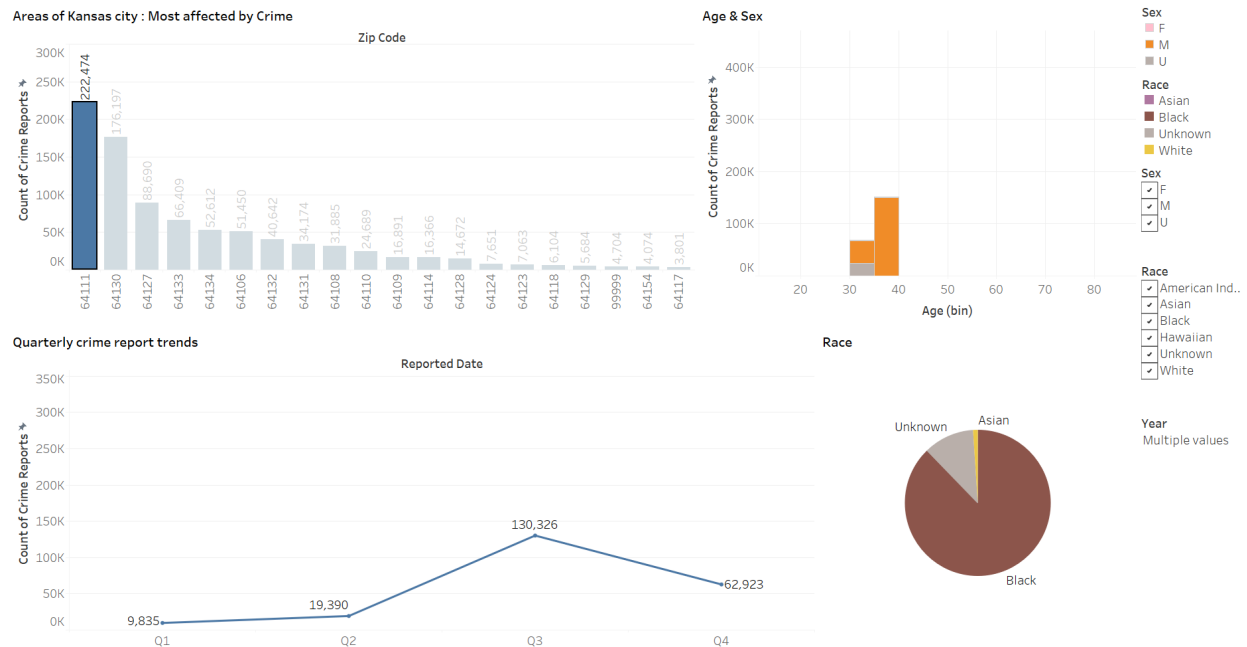 Areas of Kansas city : Most affected by Crime
Zip Code
Count of Crime Reports
300K
250K
200K
150K
100K
50K
0K
222,474
176,197
88,690
66,409
52,612
51,450
40,642
34,174
31,885
24,689
16,891
16,366
14,672
7,651
7,063
6,104
5,684
4,704
4,074
3,801
64111
64130
64127
64133
64134
64106
64132
64131
64108
64110
64109
64114
64128
64124
64123
64118
64129
99999
64154
64117
Age & Sex
Count of Crime Reports
400K
300K
200K
100K
0K
20 30 40 50 60 70 80
Age (bin)
Sex
F
M
U
Race
Asian
Black
Unknown
White
Sex
F
M
U
Race
American Ind..
Asian
Black
Hawaiian
Unknown
White
Year
Multiple values
Quarterly crime report trends
Reported Date
Count of Crime Reports
350K
300K
250K
200K
150K
100K
50K
0K
9,835
19,390
130,326
62,923
Q1 Q2 Q3 Q4
Race
Asian
Unknown
Black